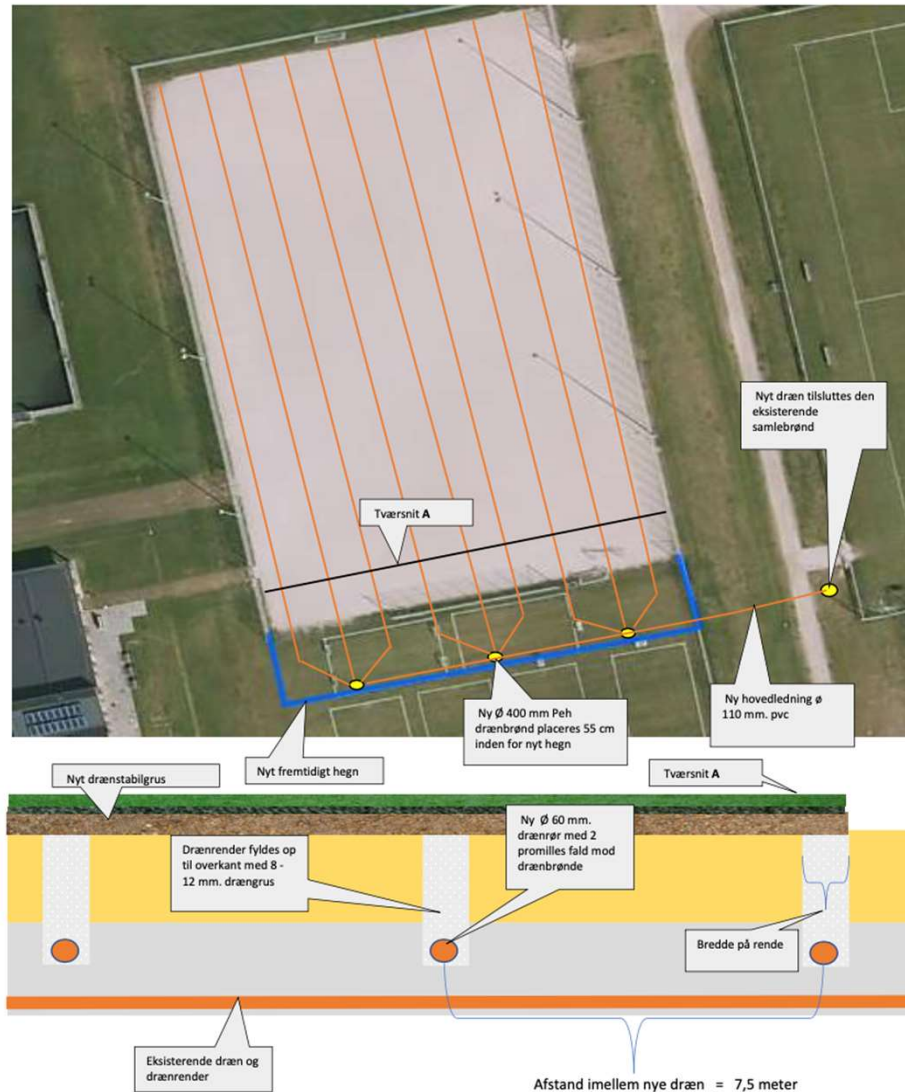 Nyt dræn tilsluttes den
eksisterende
samlebrønd
Tværsnit A
Ny Ø 400 mm Peh
drænbrønd placeres 55 cm
inden for nyt hegn
Ny hovedledning ø
110 mm. pvc
Nyt fremtidigt hegn
Nyt drænstabilgrus
Tværsnit A
Drænrender fyldes op
til overkant med 8 -
12 mm. drængrus
Ny Ø 60 mm.
drænrør med 2
promilles fald mod
drænbrønde
Bredde på rende
Eksisterende dræn og
drænrender
Afstand imellem nye dræn = 7,5 meter